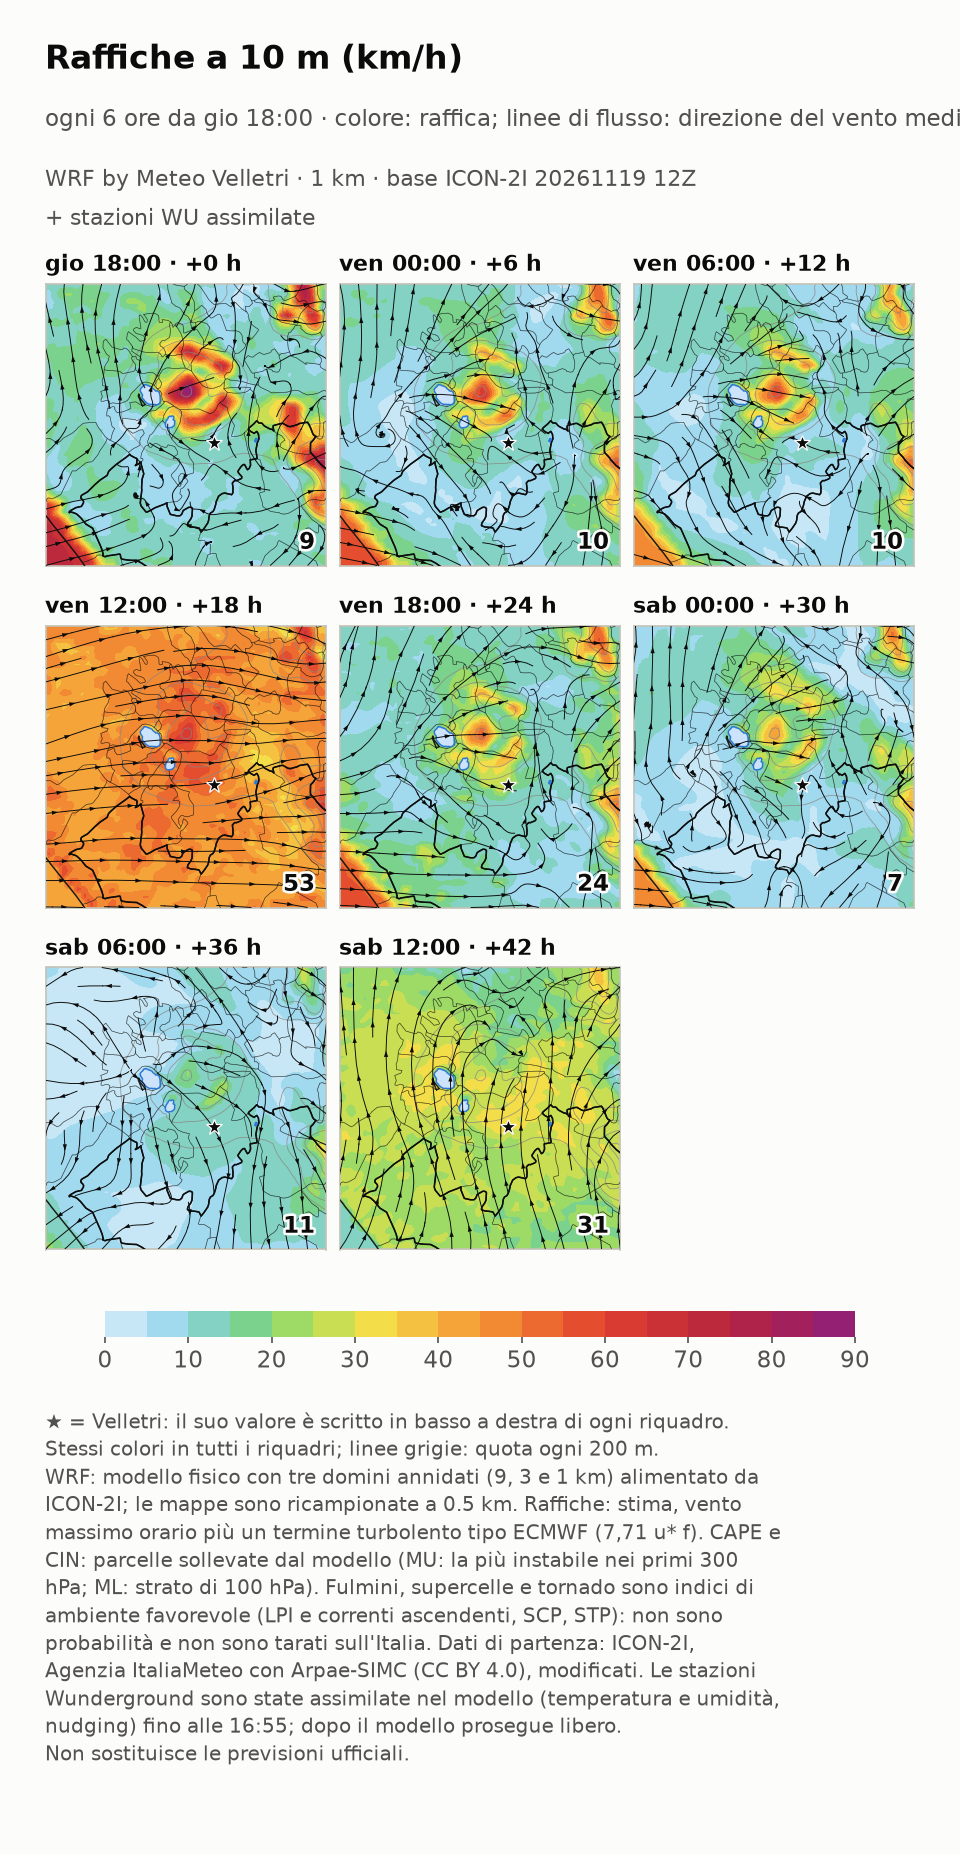 Raffiche a 10 m (km/h)
ogni 6 ore da gio 18:00 · colore: raffica; linee di flusso: direzione del vento medi
WRF by Meteo Velletri · 1 km · base ICON-2I 20261119 12Z
+ stazioni WU assimilate
gio 18:00 · +0 h
ven 00:00 · +6 h
ven 06:00 · +12 h
9
10
10
ven 12:00 · +18 h
ven 18:00 · +24 h
sab 00:00 · +30 h
53
24
7
sab 06:00 · +36 h
sab 12:00 · +42 h
11
31
0 10 20 30 40 50 60 70 80 90
★ = Velletri: il suo valore è scritto in basso a destra di ogni riquadro.
Stessi colori in tutti i riquadri; linee grigie: quota ogni 200 m.
WRF: modello fisico con tre domini annidati (9, 3 e 1 km) alimentato da
ICON-2I; le mappe sono ricampionate a 0.5 km. Raffiche: stima, vento
massimo orario più un termine turbolento tipo ECMWF (7,71 u* f). CAPE e
CIN: parcelle sollevate dal modello (MU: la più instabile nei primi 300
hPa; ML: strato di 100 hPa). Fulmini, supercelle e tornado sono indici di
ambiente favorevole (LPI e correnti ascendenti, SCP, STP): non sono
probabilità e non sono tarati sull'Italia. Dati di partenza: ICON-2I,
Agenzia ItaliaMeteo con Arpae-SIMC (CC BY 4.0), modificati. Le stazioni
Wunderground sono state assimilate nel modello (temperatura e umidità,
nudging) fino alle 16:55; dopo il modello prosegue libero.
Non sostituisce le previsioni ufficiali.